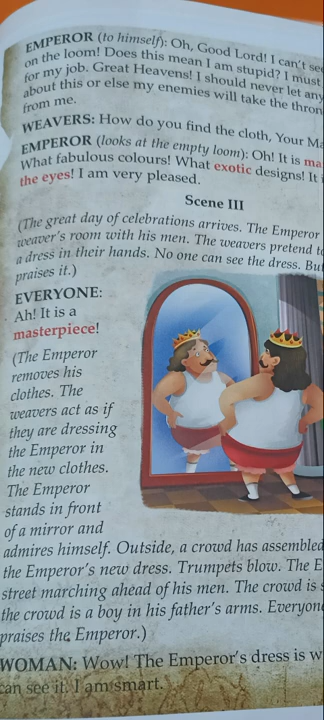 EMPEROR (to himself): Oh, Good Lord! I can't see
on the loom! Does this mean I am stupid? I must
for my job. Great Heavens! I should never let any
about this or else my enemies will take the thron
from me.
WEAVERS: How do you find the cloth, Your Ma
EMPEROR (looks at the empty loom): Oh! It is ma
What fabulous colours! What exotic designs! It i
the eyes! I am very pleased.
Scene III
(The great day of celebrations arrives. The Emperor
weaver's room with his men. The weavers pretend to
a dress in their hands. No one can see the dress. But
praises it.)
EVERYONE:
Ah! It is a
masterpiece!
(The Emperor
removes his
clothes. The
weavers act as if
they are dressing
the Emperor in
the new clothes.
The Emperor
stands in front
of a mirror and
admires himself. Outside, a crowd has assembled
the Emperor's new dress. Trumpets blow. The E
street marching ahead of his men. The crowd is s
the crowd is a boy in his father's arms. Everyone
praises the Emperor.)
WOMAN: Wow! The Emperor's dress is w
can see it. I am smart.